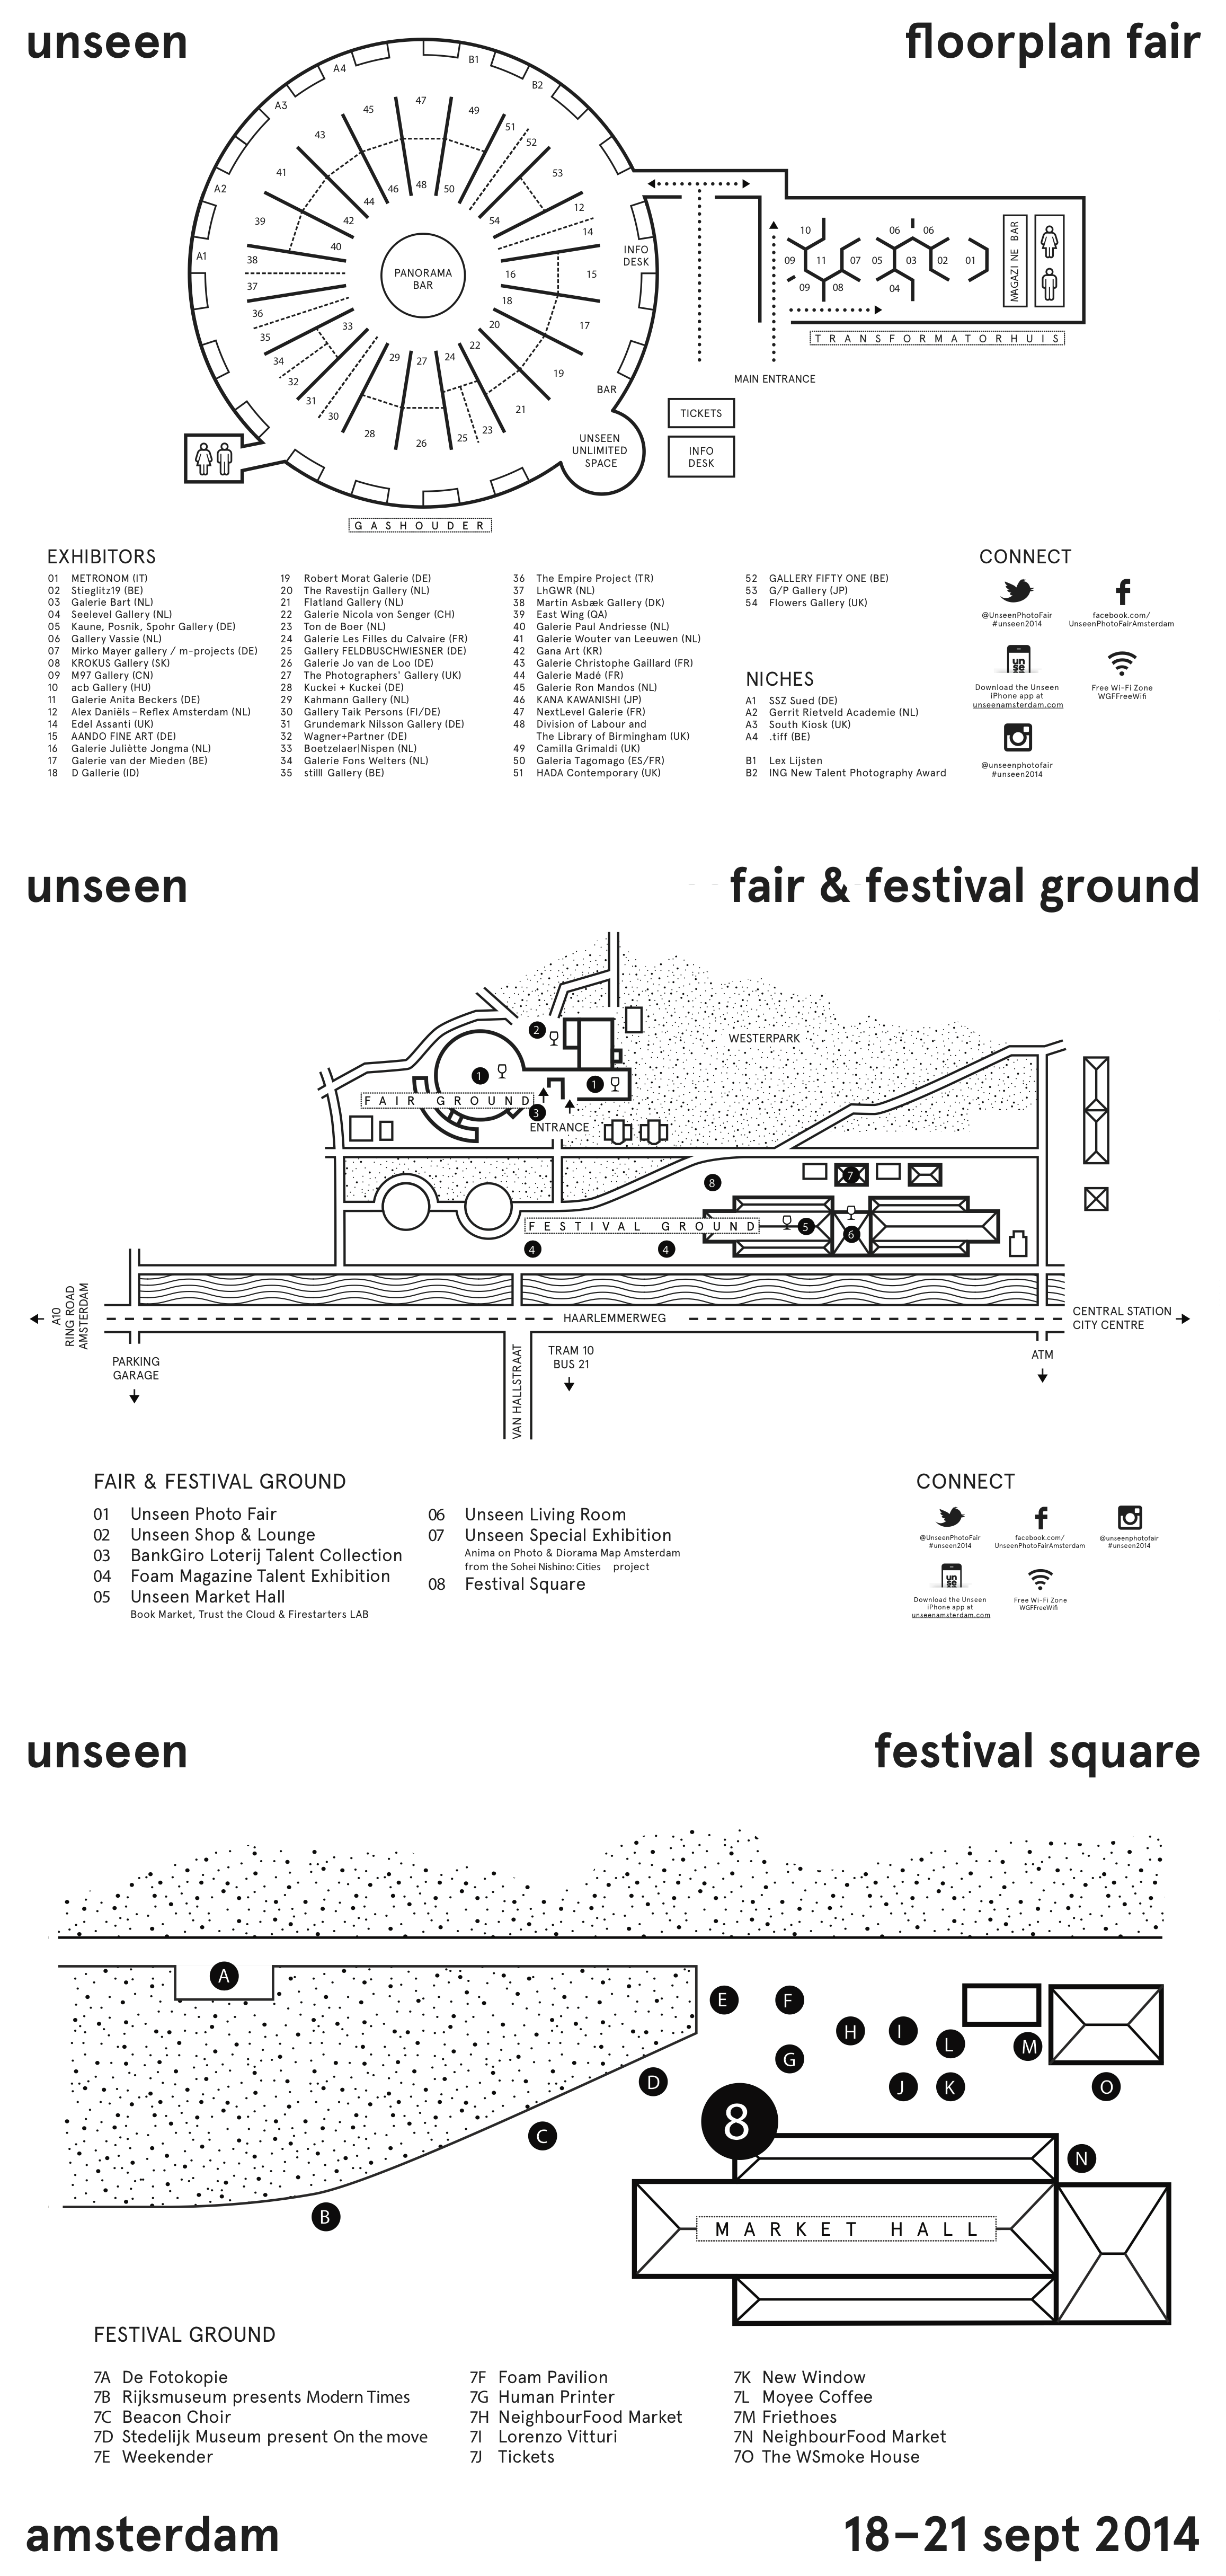 unseen
floorplan fair
A4
B1
B2
A3
A2
A1
45
47
49
51
52
43
53
41
46
48
50
44
12
39
42
54
14
40
38
37
36
35
34
32
31
30
33
29
27
24
22
20
18
16
15
17
19
21
28
26
25
23
PANORAMA
BAR
INFO
DESK
BAR
UNSEEN
UNLIMITED
SPACE
10
06
06
09
11
07
05
03
02
01
09
08
04
MAGAZINE BAR
TRANSFORMATORHUIS
MAIN ENTRANCE
TICKETS
INFO
DESK
GASHOUDER
EXHIBITORS
01 METRONOM (IT)
02 Stieglitz19 (BE)
03 Galerie Bart (NL)
04 Seelevel Gallery (NL)
05 Kaune, Posnik, Spohr Gallery (DE)
06 Gallery Vassie (NL)
07 Mirko Mayer gallery / m-projects (DE)
08 KROKUS Gallery (SK)
09 M97 Gallery (CN)
10 acb Gallery (HU)
11 Galerie Anita Beckers (DE)
12 Alex Daniëls – Reflex Amsterdam (NL)
14 Edel Assanti (UK)
15 AANDO FINE ART (DE)
16 Galerie Juliètte Jongma (NL)
17 Galerie van der Mieden (BE)
18 D Gallerie (ID)
19 Robert Morat Galerie (DE)
20 The Ravestijn Gallery (NL)
21 Flatland Gallery (NL)
22 Galerie Nicola von Senger (CH)
23 Ton de Boer (NL)
24 Galerie Les Filles du Calvaire (FR)
25 Gallery FELDBUSCHWIESNER (DE)
26 Galerie Jo van de Loo (DE)
27 The Photographers' Gallery (UK)
28 Kuckei + Kuckei (DE)
29 Kahmann Gallery (NL)
30 Gallery Taik Persons (FI/DE)
31 Grundemark Nilsson Gallery (DE)
32 Wagner+Partner (DE)
33 Boetzelaer|Nispen (NL)
34 Galerie Fons Welters (NL)
35 stilll Gallery (BE)
36 The Empire Project (TR)
37 LhGWR (NL)
38 Martin Asbæk Gallery (DK)
39 East Wing (QA)
40 Galerie Paul Andriesse (NL)
41 Galerie Wouter van Leeuwen (NL)
42 Gana Art (KR)
43 Galerie Christophe Gaillard (FR)
44 Galerie Madé (FR)
45 Galerie Ron Mandos (NL)
46 KANA KAWANISHI (JP)
47 NextLevel Galerie (FR)
48 Division of Labour and
The Library of Birmingham (UK)
49 Camilla Grimaldi (UK)
50 Galeria Tagomago (ES/FR)
51 HADA Contemporary (UK)
52 GALLERY FIFTY ONE (BE)
53 G/P Gallery (JP)
54 Flowers Gallery (UK)
NICHES
A1 SSZ Sued (DE)
A2 Gerrit Rietveld Academie (NL)
A3 South Kiosk (UK)
A4 .tiff (BE)
B1 Lex Lijsten
B2 ING New Talent Photography Award
CONNECT
@UnseenPhotoFair
#unseen2014
facebook.com/
UnseenPhotoFairAmsterdam
un
se
Download the Unseen
iPhone app at
unseenamsterdam.com
Free Wi-Fi Zone
WGFFreeWifi
@unseenphotofair
#unseen2014
unseen
fair & festival ground
WESTERPARK
2
1
1
FAIR GROUND
3
ENTRANCE
7
8
FESTIVAL GROUND
5
6
4
4
A10
RING ROAD
AMSTERDAM
HAARLEMMERWEG
CENTRAL STATION
CITY CENTRE
PARKING
GARAGE
VAN HALLSTRAAT
TRAM 10
BUS 21
ATM
FAIR & FESTIVAL GROUND
01 Unseen Photo Fair
02 Unseen Shop & Lounge
03 BankGiro Loterij Talent Collection
04 Foam Magazine Talent Exhibition
05 Unseen Market Hall
Book Market, Trust the Cloud & Firestarters LAB
06 Unseen Living Room
07 Unseen Special Exhibition
Anima on Photo & Diorama Map Amsterdam
from the Sohei Nishino: Cities project
08 Festival Square
CONNECT
@UnseenPhotoFair
#unseen2014
facebook.com/
UnseenPhotoFairAmsterdam
@unseenphotofair
#unseen2014
un
se
Download the Unseen
iPhone app at
unseenamsterdam.com
Free Wi-Fi Zone
WGFFreeWifi
unseen
festival square
A
E
F
H
I
L
M
G
D
J
K
O
8
C
N
B
MARKET HALL
FESTIVAL GROUND
7A De Fotokopie
7B Rijksmuseum presents Modern Times
7C Beacon Choir
7D Stedelijk Museum present On the move
7E Weekender
7F Foam Pavilion
7G Human Printer
7H NeighbourFood Market
7I Lorenzo Vitturi
7J Tickets
7K New Window
7L Moyee Coffee
7M Friethoes
7N NeighbourFood Market
7O The WSmoke House
amsterdam
18–21 sept 2014